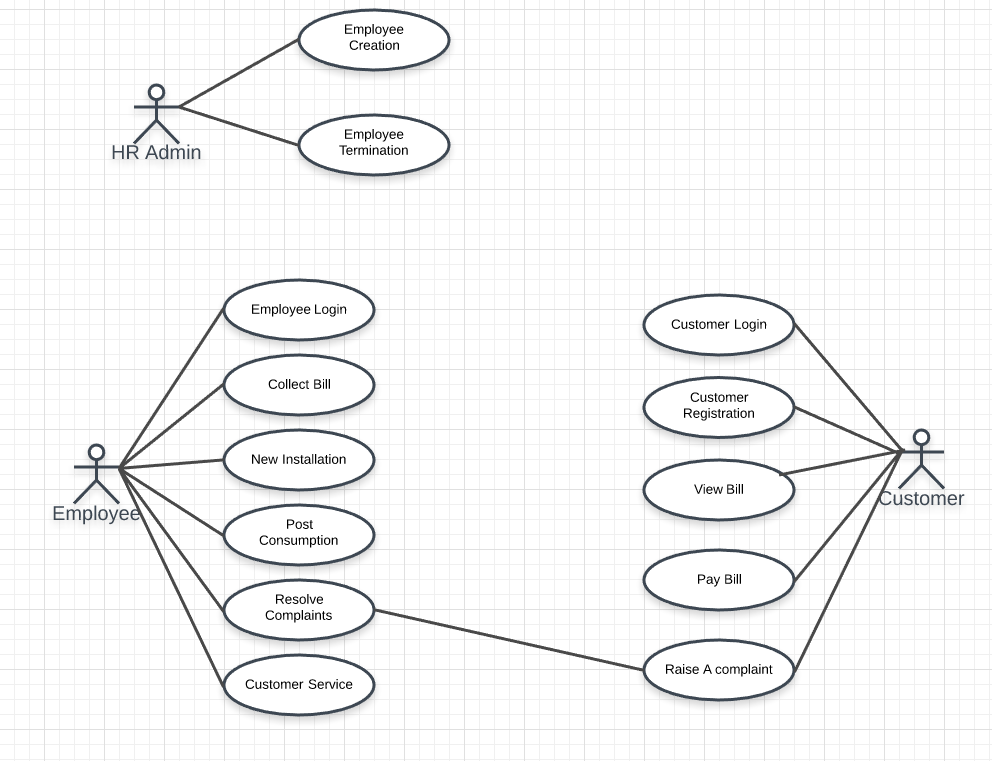 Employee
Creation
Employee
Termination
HR Admin
Employee Login
Collect Bill
New Installation
Employee
Post
Consumption
Resolve
Complaints
Customer Service
Customer Login
Customer
Registration
View Bill
Customer
Pay Bill
Raise A complaint